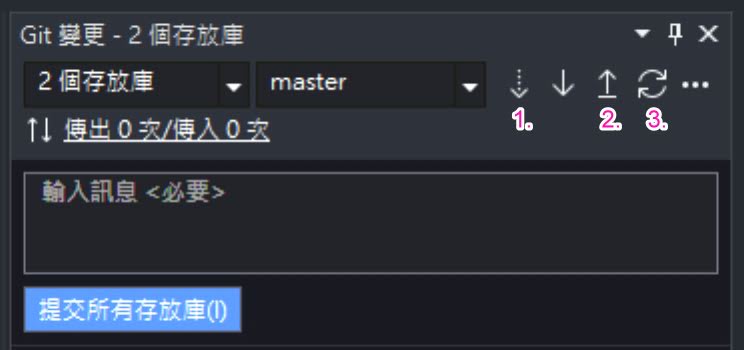 Git 變更 - 2 個存放庫
2 個存放庫 master
1. 2. 3.
傳出 0 次/傳入 0 次
輸入訊息 <必要>
提交所有存放庫(I)